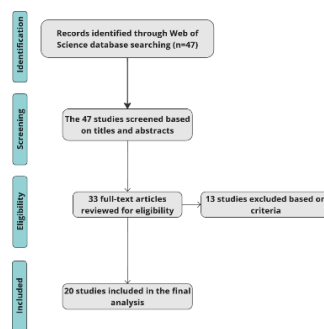 Identification
Records identified through Web of
Science database searching (n=47)
Screening
The 47 studies screened based
on titles and abstracts
Eligibility
33 full-text articles
reviewed for eligibility
13 studies excluded based on
criteria
Included
20 studies included in the final
analysis